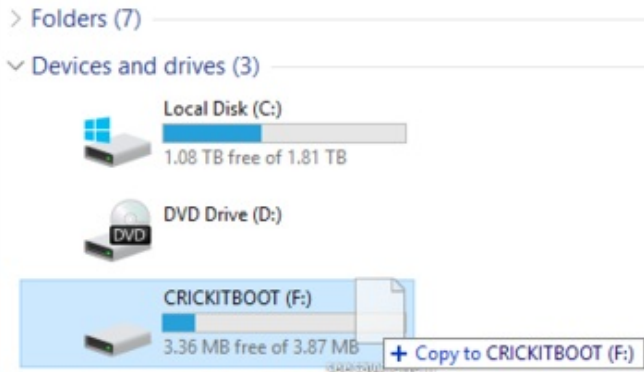 Folders (7)
Devices and drives (3)
Local Disk (C:)
1.08 TB free of 1.81 TB
DVD Drive (D:)
DVD
CRICKITBOOT (F:)
3.36 MB free of 3.87 MB
+ Copy to CRICKITBOOT (F:)